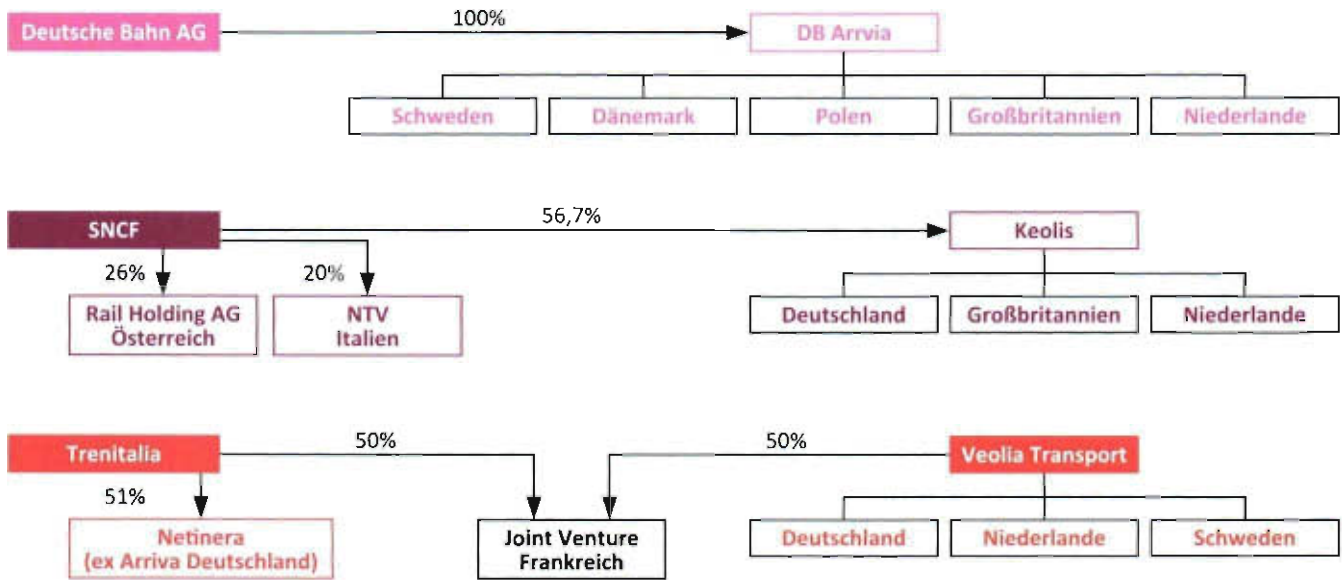 Deutsche Bahn AG
100%
DB Arrvia
Schweden
Dänemark
Polen
Großbritannien
Niederlande
SNCF
56,7%
Keolis
26%
20%
Rail Holding AG
Österreich
NTV
Italien
Deutschland
Großbritannien
Niederlande
Trenitalia
50%
50%
Veolia Transport
51%
Netinera
(ex Arriva Deutschland)
Joint Venture
Frankreich
Deutschland
Niederlande
Schweden